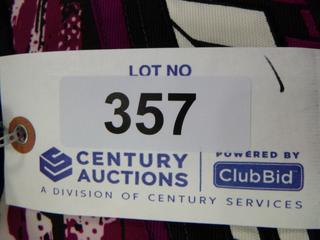 LOT NO
357
CENTURY
AUCTIONS
POWERED BY
ClubBid
A DIVISION OF CENTURY SERVICES